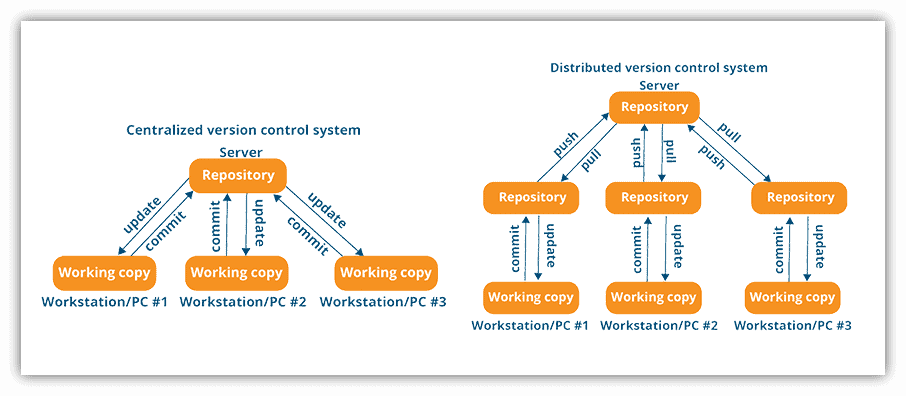 Centralized version control system
Server
Repository
update
commit
commit
update
update
commit
Working copy
Working copy
Working copy
Workstation/PC #1
Workstation/PC #2
Workstation/PC #3
Distributed version control system
Server
Repository
push
pull
push
pull
pull
push
Repository
Repository
Repository
commit
update
commit
update
commit
update
Working copy
Working copy
Working copy
Workstation/PC #1
Workstation/PC #2
Workstation/PC #3